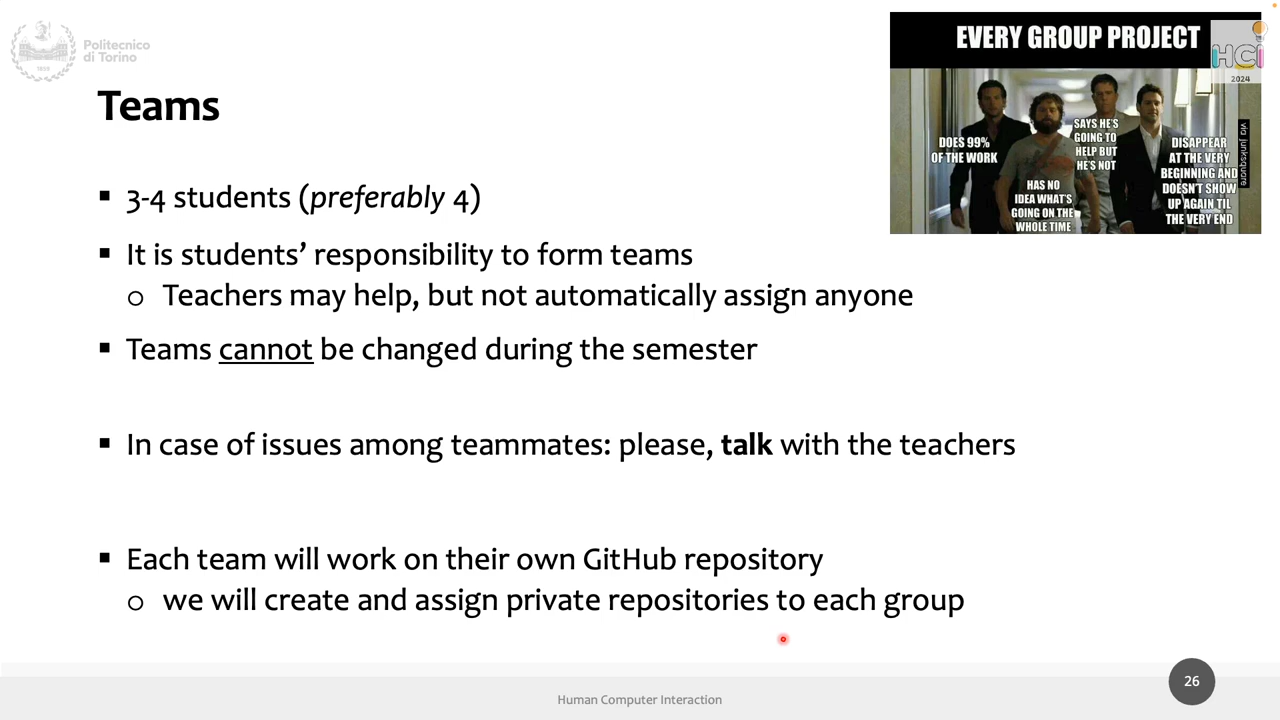 Politecnico
di Torino
1859
EVERY GROUP PROJECT
HCI
2024
DOES 99%
OF THE WORK
HAS NO
IDEA WHAT'S
GOING ON THE
WHOLE TIME
SAYS HE'S
GOING TO
HELP BUT
HE'S NOT
DISAPPEAR
AT THE VERY
BEGINNING AND
DOESN'T SHOW
UP AGAIN TIL
THE VERY END
via junksquare
Teams
▪ 3-4 students (preferably 4)
▪ It is students’ responsibility to form teams
o Teachers may help, but not automatically assign anyone
▪ Teams cannot be changed during the semester
▪ In case of issues among teammates: please, talk with the teachers
▪ Each team will work on their own GitHub repository
o we will create and assign private repositories to each group
Human Computer Interaction
26